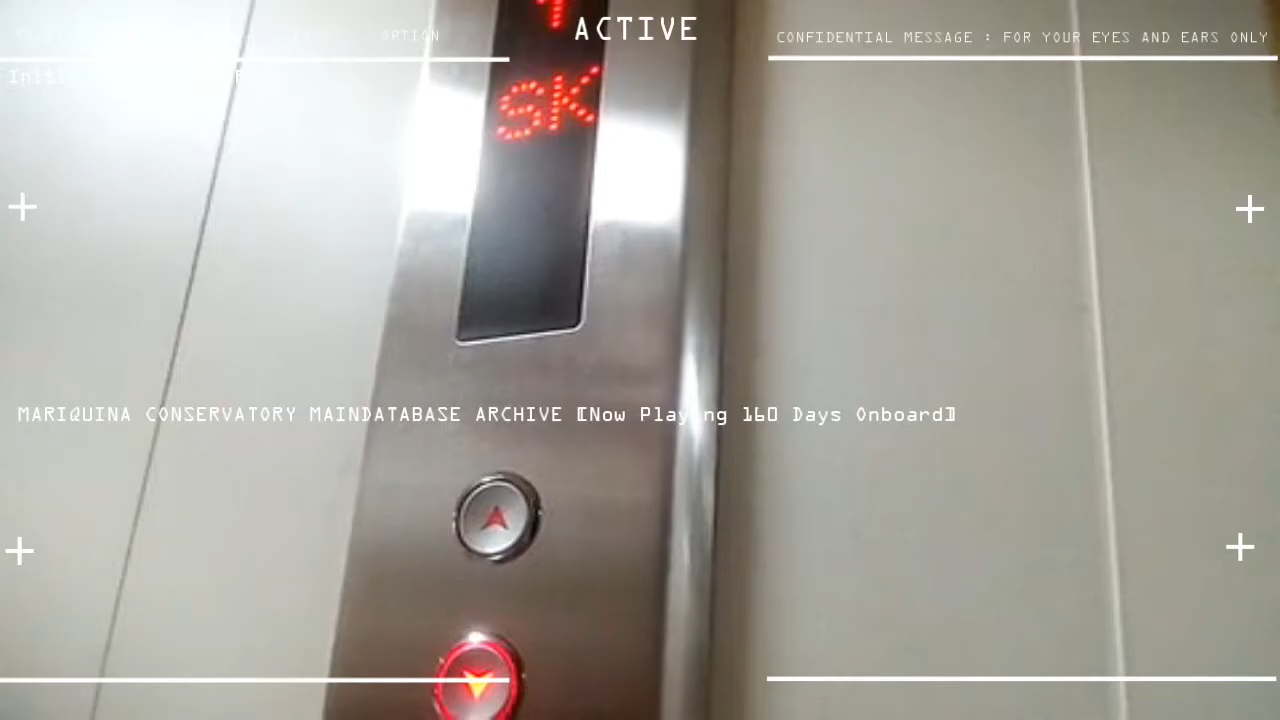 ACTIVE
OPTION
CONFIDENTIAL MESSAGE : FOR YOUR EYES AND EARS ONLY
SK
MARIQUINA CONSERVATORY MAINDATABASE ARCHIVE [Now Playing 160 Days Onboard]